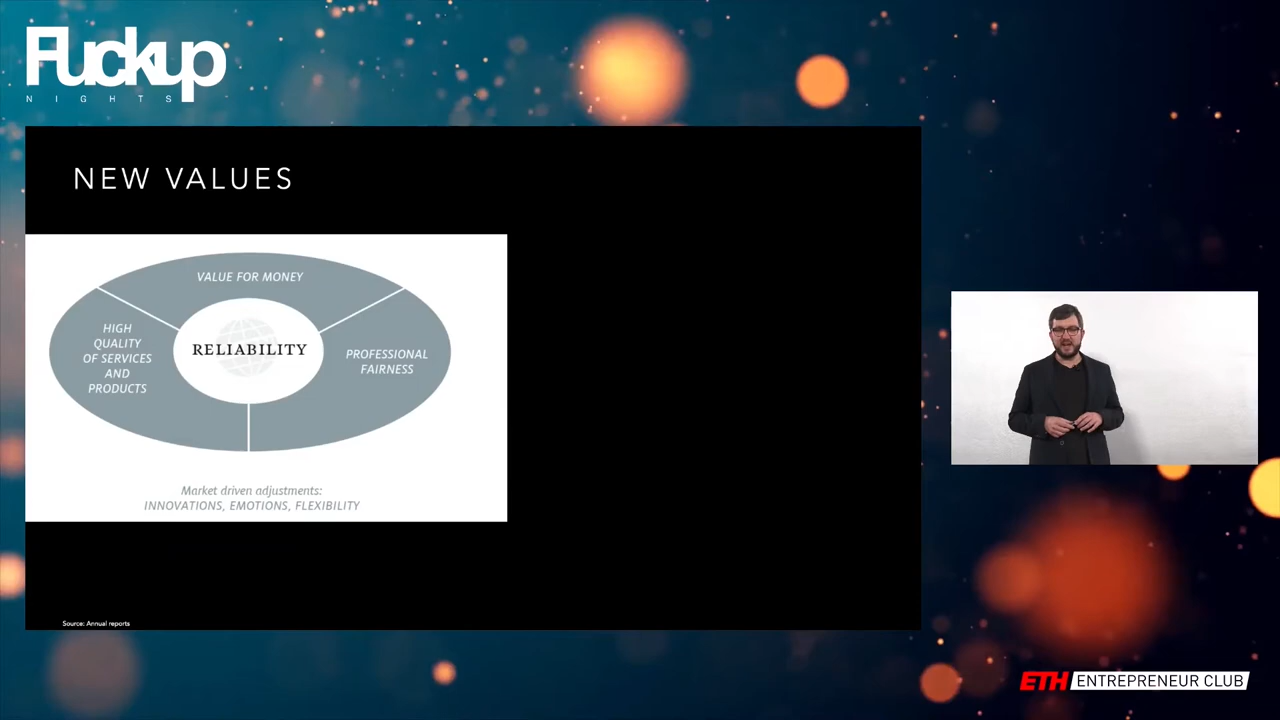 Fuckup
NIGHTS
NEW VALUES
VALUE FOR MONEY
HIGH
QUALITY
OF SERVICES
AND
PRODUCTS
RELIABILITY
PROFESSIONAL
FAIRNESS
Market driven adjustments:
INNOVATIONS, EMOTIONS, FLEXIBILITY
Source: Annual reports
ETH ENTREPRENEUR CLUB